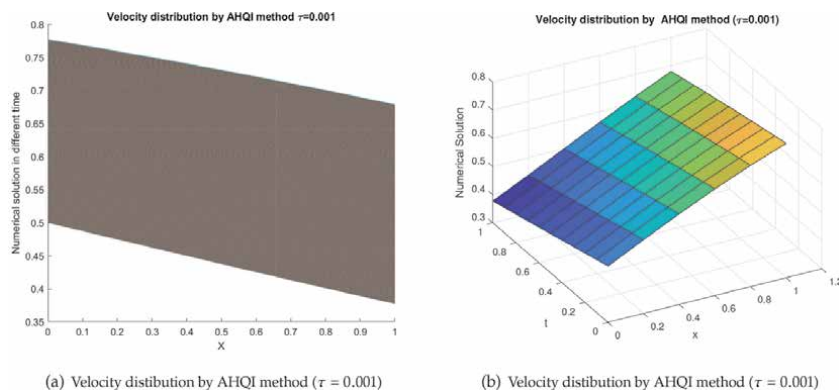 Velocity distribution by AHQI method τ=0.001
Numerical solution in different time
0.8
0.75
0.7
0.65
0.6
0.55
0.5
0.45
0.4
0.35
0 0.1 0.2 0.3 0.4 0.5 0.6 0.7 0.8 0.9 1
X
(a) Velocity distibution by AHQI method (τ = 0.001)
Velocity distribution by AHQI method (τ=0.001)
Numerical Solution
0.8
0.7
0.6
0.5
0.4
0.3
1 0.8 0.6 0.4 0.2 0
t
0 0.2 0.4 0.6 0.8 1 1.2
x
(b) Velocity distibution by AHQI method (τ = 0.001)